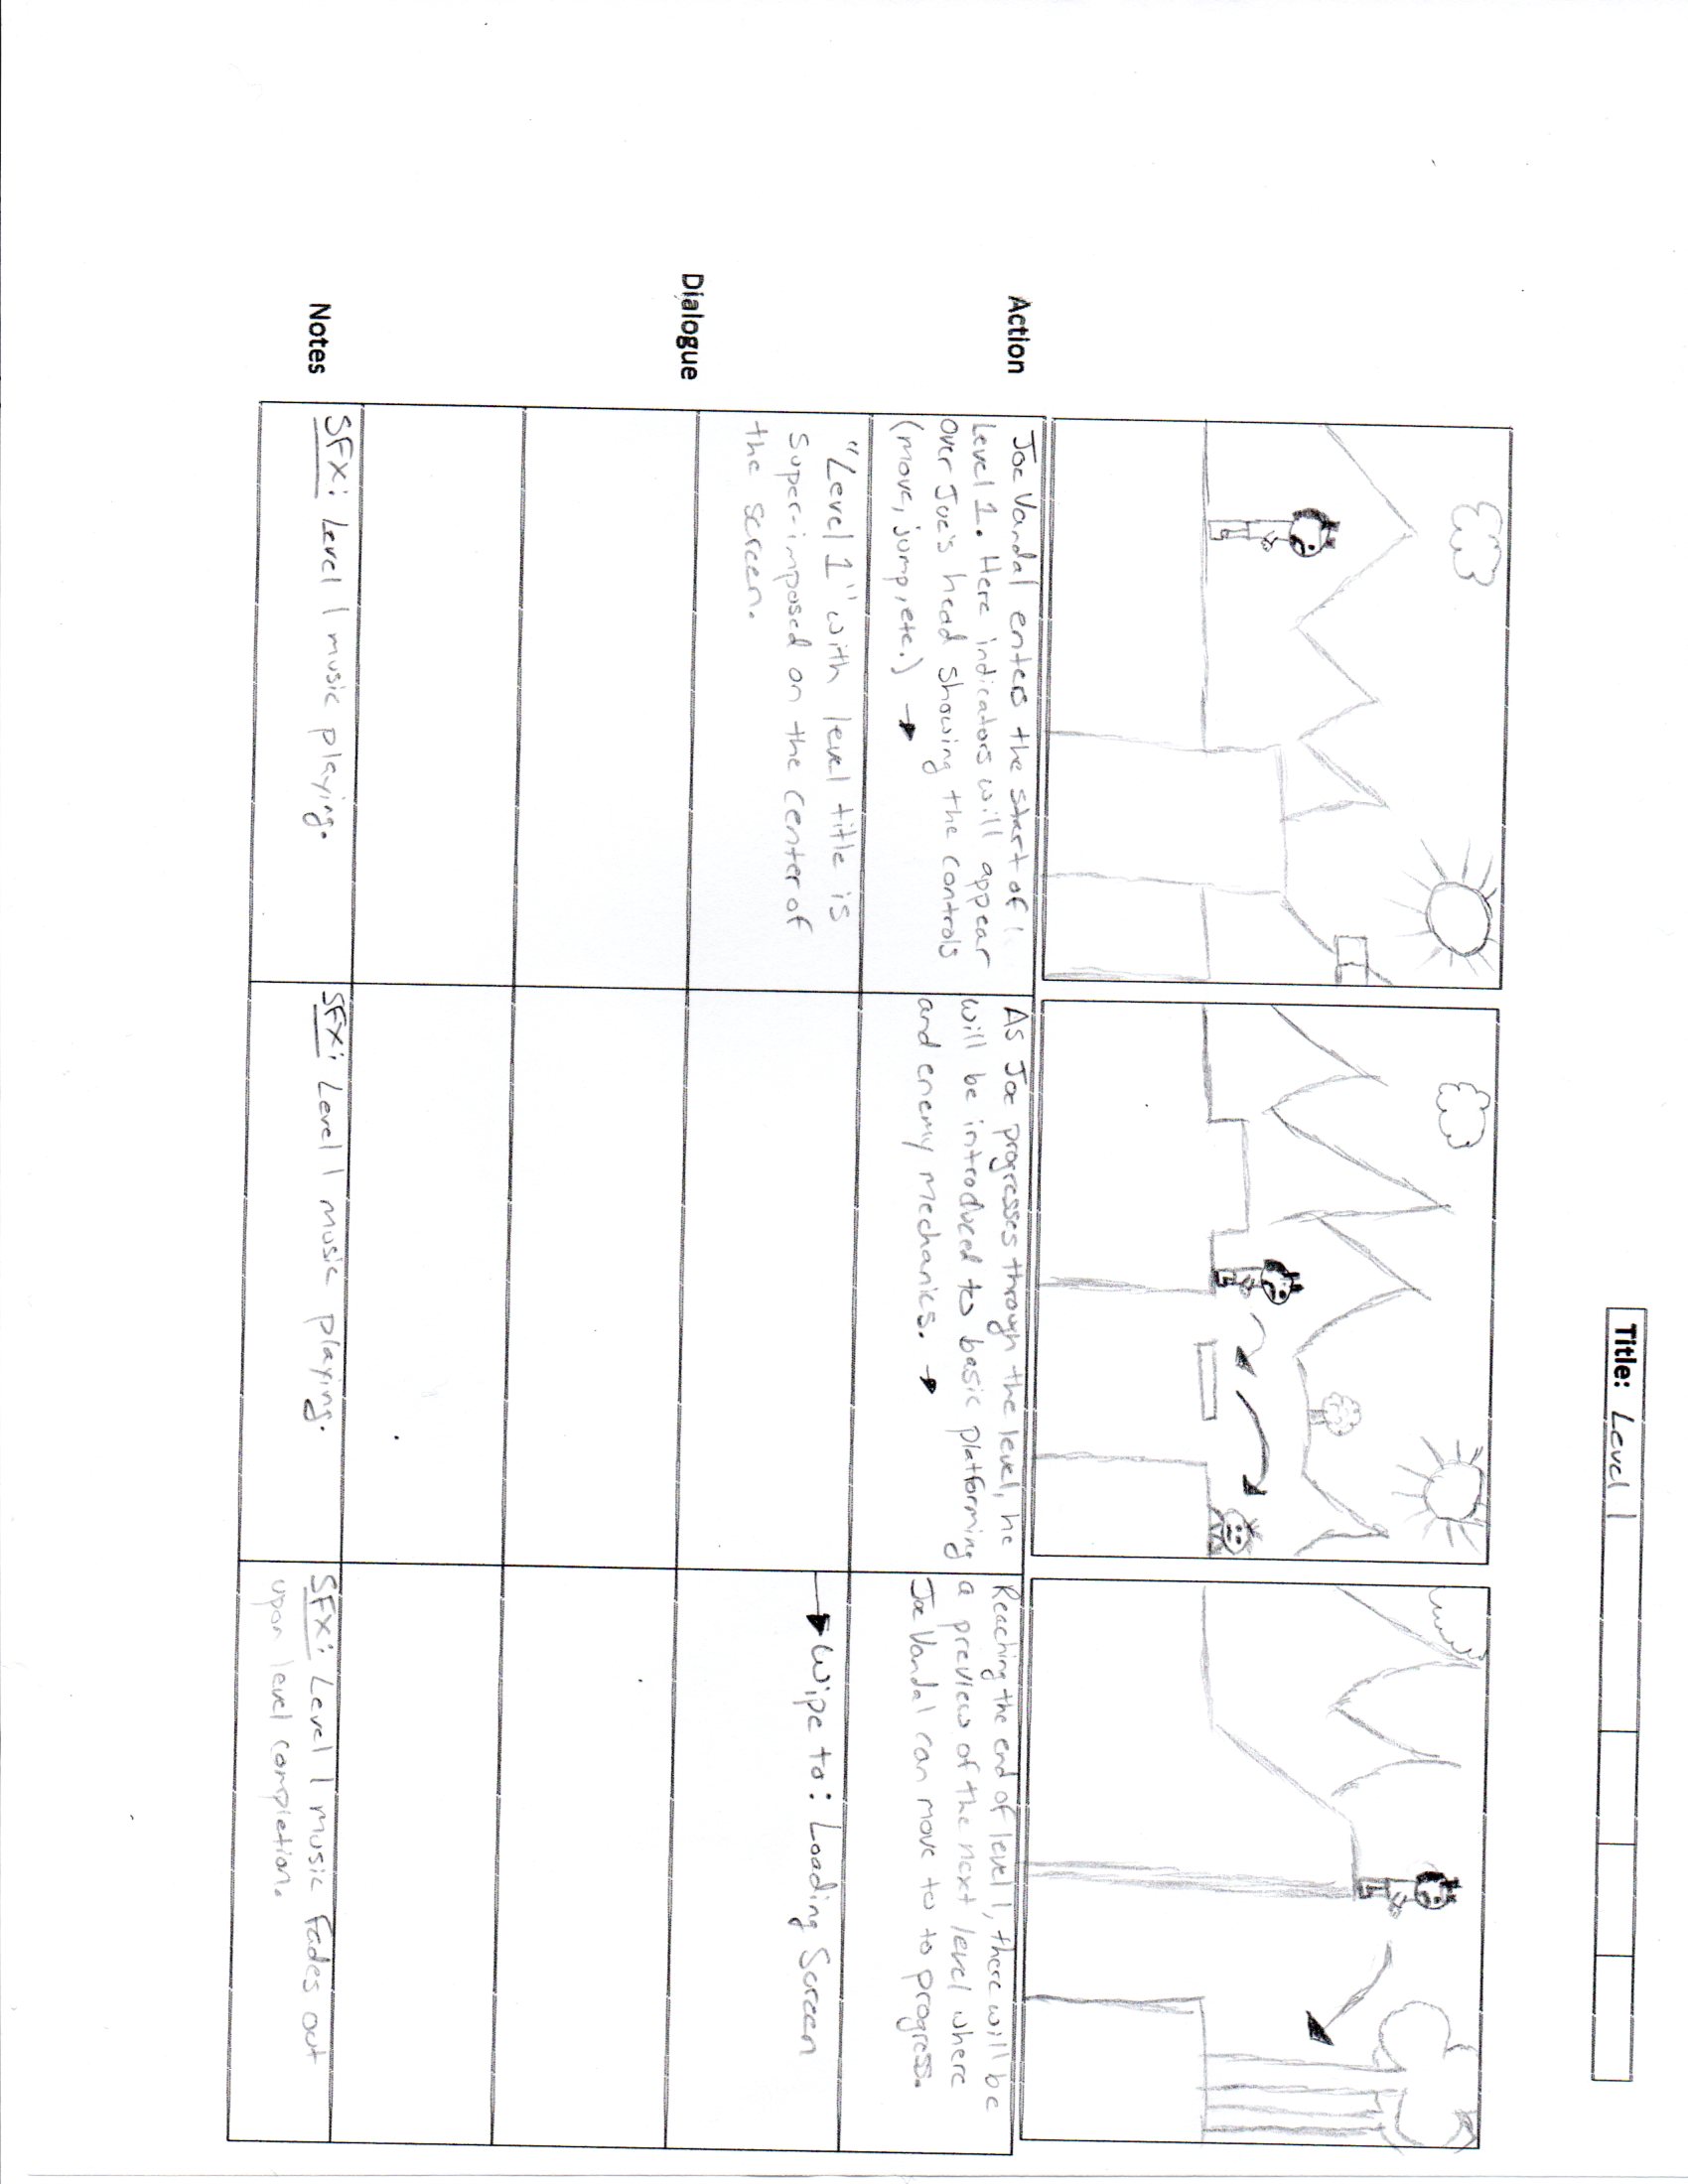 Title: Level 1
Action
Joe Vandal enters the start of
Level 1. Here indicators will appear
over Joe's head showing the controls
(move, jump, etc.) →
As Joe progresses through the level, he
will be introduced to basic platforming
and enemy mechanics. →
Reaching the end of level 1, there will be
a preview of the next level where
Joe Vandal can move to to progress.
"Level 1" with level title is
super-imposed on the center of
the screen.
→ Wipe to: Loading Screen
Dialogue
Notes
SFX: Level 1 music playing.
SFX: Level 1 music playing.
SFX: Level 1 music fades out
upon level completion.